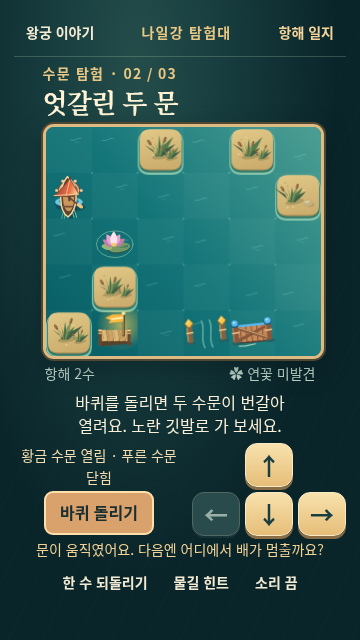 왕궁 이야기
나일강 탐험대
항해 일지
수문 탐험 · 02 / 03
엇갈린 두 문
항해 2수
✽ 연꽃 미발견
바퀴를 돌리면 두 수문이 번갈아
열려요. 노란 깃발로 가 보세요.
황금 수문 열림 · 푸른 수문
닫힘
↑
바퀴 돌리기
← ↓ →
문이 움직였어요. 다음엔 어디에서 배가 멈출까요?
한 수 되돌리기
물길 힌트
소리 끔